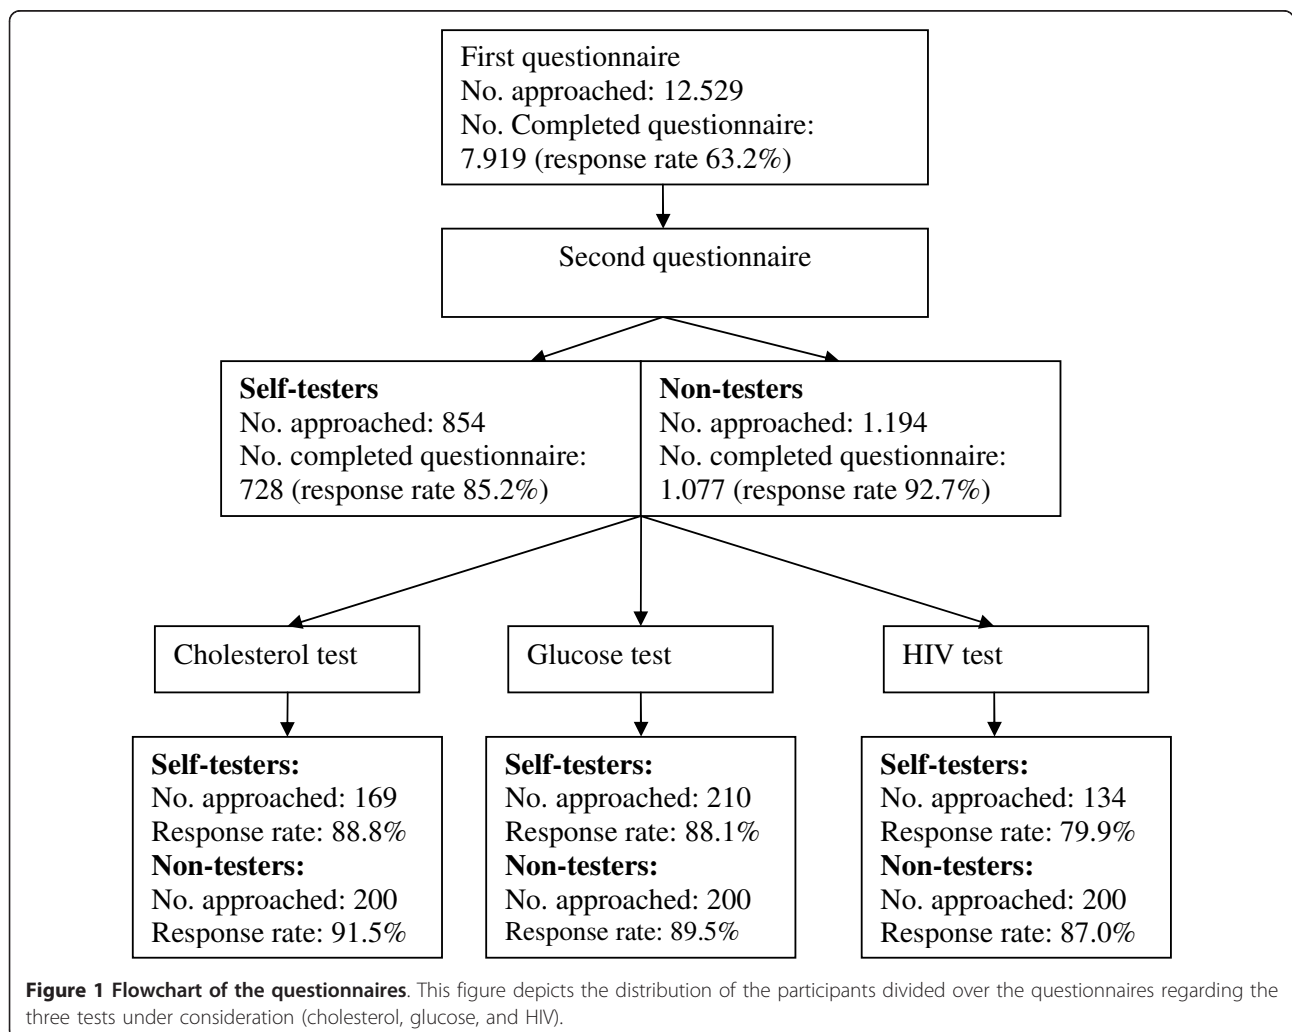 First questionnaire
No. approached: 12.529
No. Completed questionnaire:
7.919 (response rate 63.2%)
Second questionnaire
Self-testers
No. approached: 854
No. completed questionnaire:
728 (response rate 85.2%)
Non-testers
No. approached: 1.194
No. completed questionnaire:
1.077 (response rate 92.7%)
Cholesterol test
Glucose test
HIV test
Self-testers:
No. approached: 169
Response rate: 88.8%
Non-testers:
No. approached: 200
Response rate: 91.5%
Self-testers:
No. approached: 210
Response rate: 88.1%
Non-testers:
No. approached: 200
Response rate: 89.5%
Self-testers:
No. approached: 134
Response rate: 79.9%
Non-testers:
No. approached: 200
Response rate: 87.0%
Figure 1 Flowchart of the questionnaires. This figure depicts the distribution of the participants divided over the questionnaires regarding the
three tests under consideration (cholesterol, glucose, and HIV).